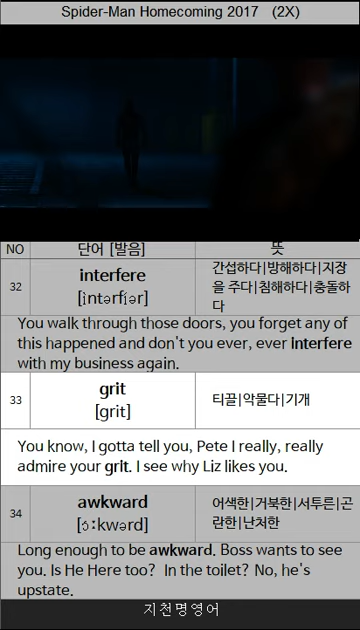 Spider-Man Homecoming 2017 (2X)
NO 단어 [발음] 뜻
32 interfere [ìntərfíər] 간섭하다|방해하다|지장
을 주다|침해하다|충돌하
다
You walk through those doors, you forget any of
this happened and don't you ever, ever interfere
with my business again.
33 grit [grit] 티끌|악물다|기개
You know, I gotta tell you, Pete I really, really
admire your grit. I see why Liz likes you.
34 awkward [ɔ́ːkwərd] 어색한|거북한|서투른|곤
란한|난처한
Long enough to be awkward. Boss wants to see
you. Is He Here too? In the toilet? No, he's
upstate.
지천명영어